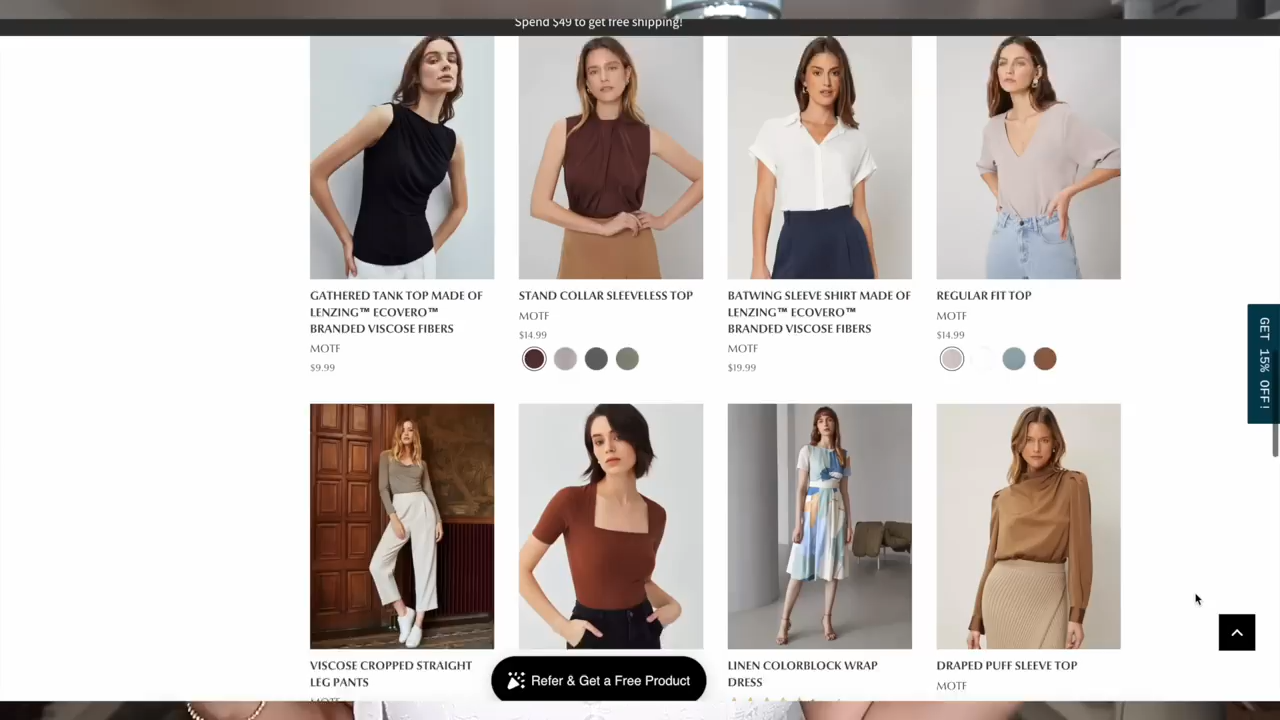 Spend $49 to get free shipping!
GATHERED TANK TOP MADE OF
LENZING™ ECOVERO™
BRANDED VISCOSE FIBERS
MOTF
$9.99
STAND COLLAR SLEEVELESS TOP
MOTF
$14.99
BATWING SLEEVE SHIRT MADE OF
LENZING™ ECOVERO™
BRANDED VISCOSE FIBERS
MOTF
$19.99
REGULAR FIT TOP
MOTF
$14.99
GET 15% OFF!
VISCOSE CROPPED STRAIGHT
LEG PANTS
MOTF
Refer & Get a Free Product
LINEN COLORBLOCK WRAP
DRESS
DRAPED PUFF SLEEVE TOP
MOTF